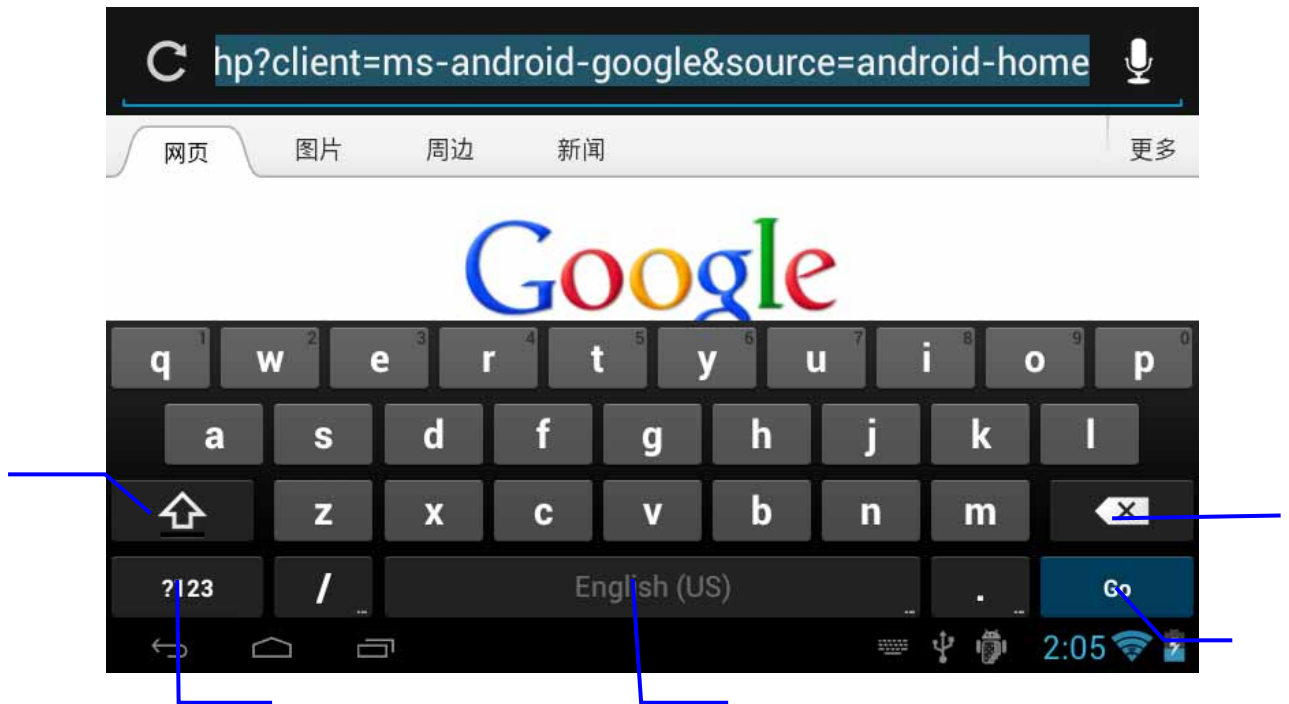 hp?client=ms-android-google&source=android-home
网页 图片 周边 新闻 更多
Google
q 1 w 2 e 3 r 4 t 5 y 6 u 7 i 8 o 9 p 0
a s d f g h j k l
z x c v b n m
?123 / ... English (US) ... . ... Go
2:05